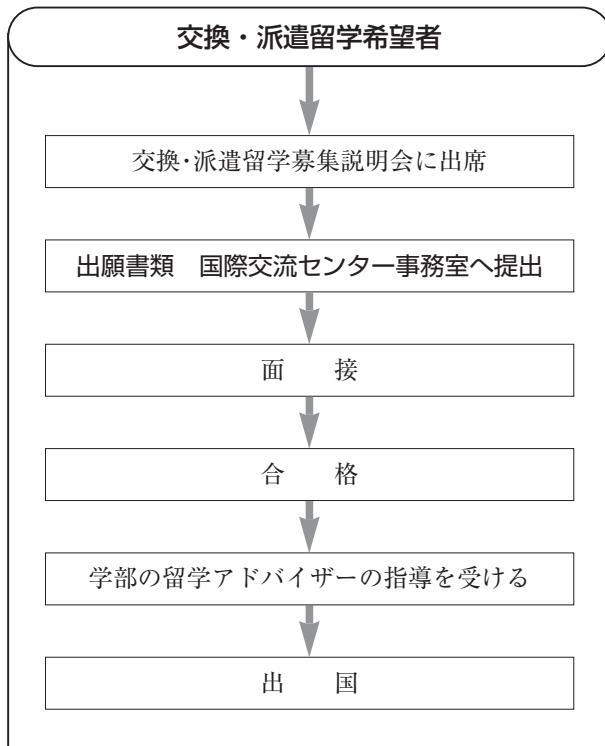 交換・派遣留学希望者
交換・派遣留学募集説明会に出席
出願書類　国際交流センター事務室へ提出
面　　接
合　　格
学部の留学アドバイザーの指導を受ける
出　　国